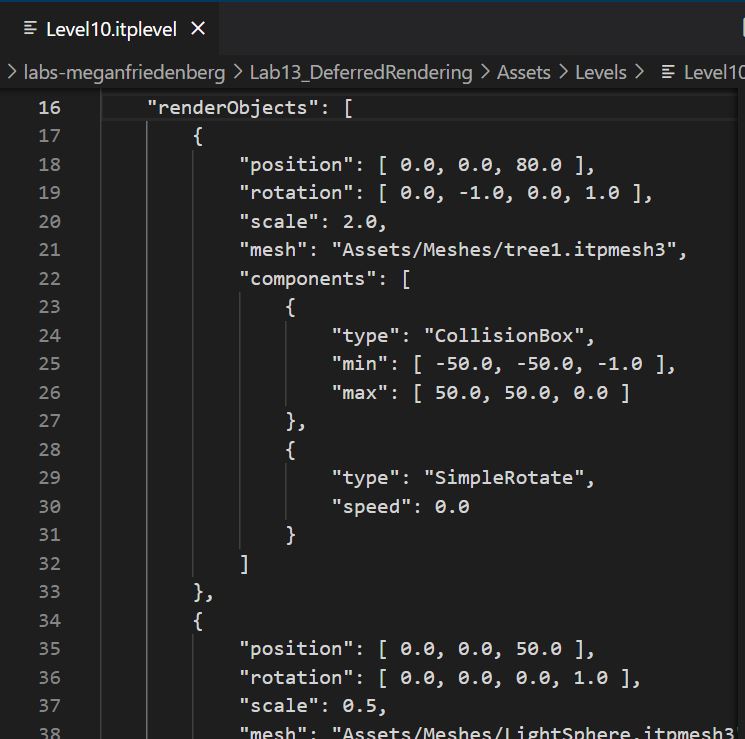 Level10.itplevel
labs-meganfriedenberg > Lab13_DeferredRendering > Assets > Levels > Level10
16 "renderObjects": [
17 {
18 "position": [ 0.0, 0.0, 80.0 ],
19 "rotation": [ 0.0, -1.0, 0.0, 1.0 ],
20 "scale": 2.0,
21 "mesh": "Assets/Meshes/tree1.itpmesh3",
22 "components": [
23 {
24 "type": "CollisionBox",
25 "min": [ -50.0, -50.0, -1.0 ],
26 "max": [ 50.0, 50.0, 0.0 ]
27 },
28 {
29 "type": "SimpleRotate",
30 "speed": 0.0
31 }
32 ]
33 },
34 {
35 "position": [ 0.0, 0.0, 50.0 ],
36 "rotation": [ 0.0, 0.0, 0.0, 1.0 ],
37 "scale": 0.5,
38 "mesh": "Assets/Meshes/LightSphere.itpmesh3"